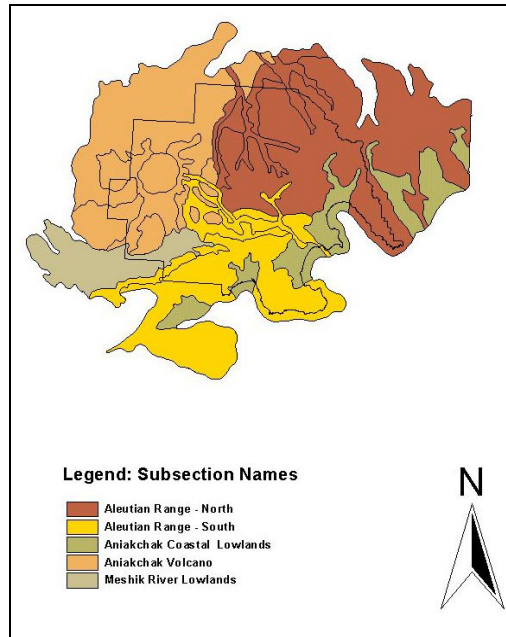 Legend: Subsection Names
Aleutian Range - North
Aleutian Range - South
Aniakchak Coastal Lowlands
Aniakchak Volcano
Meshik River Lowlands
N